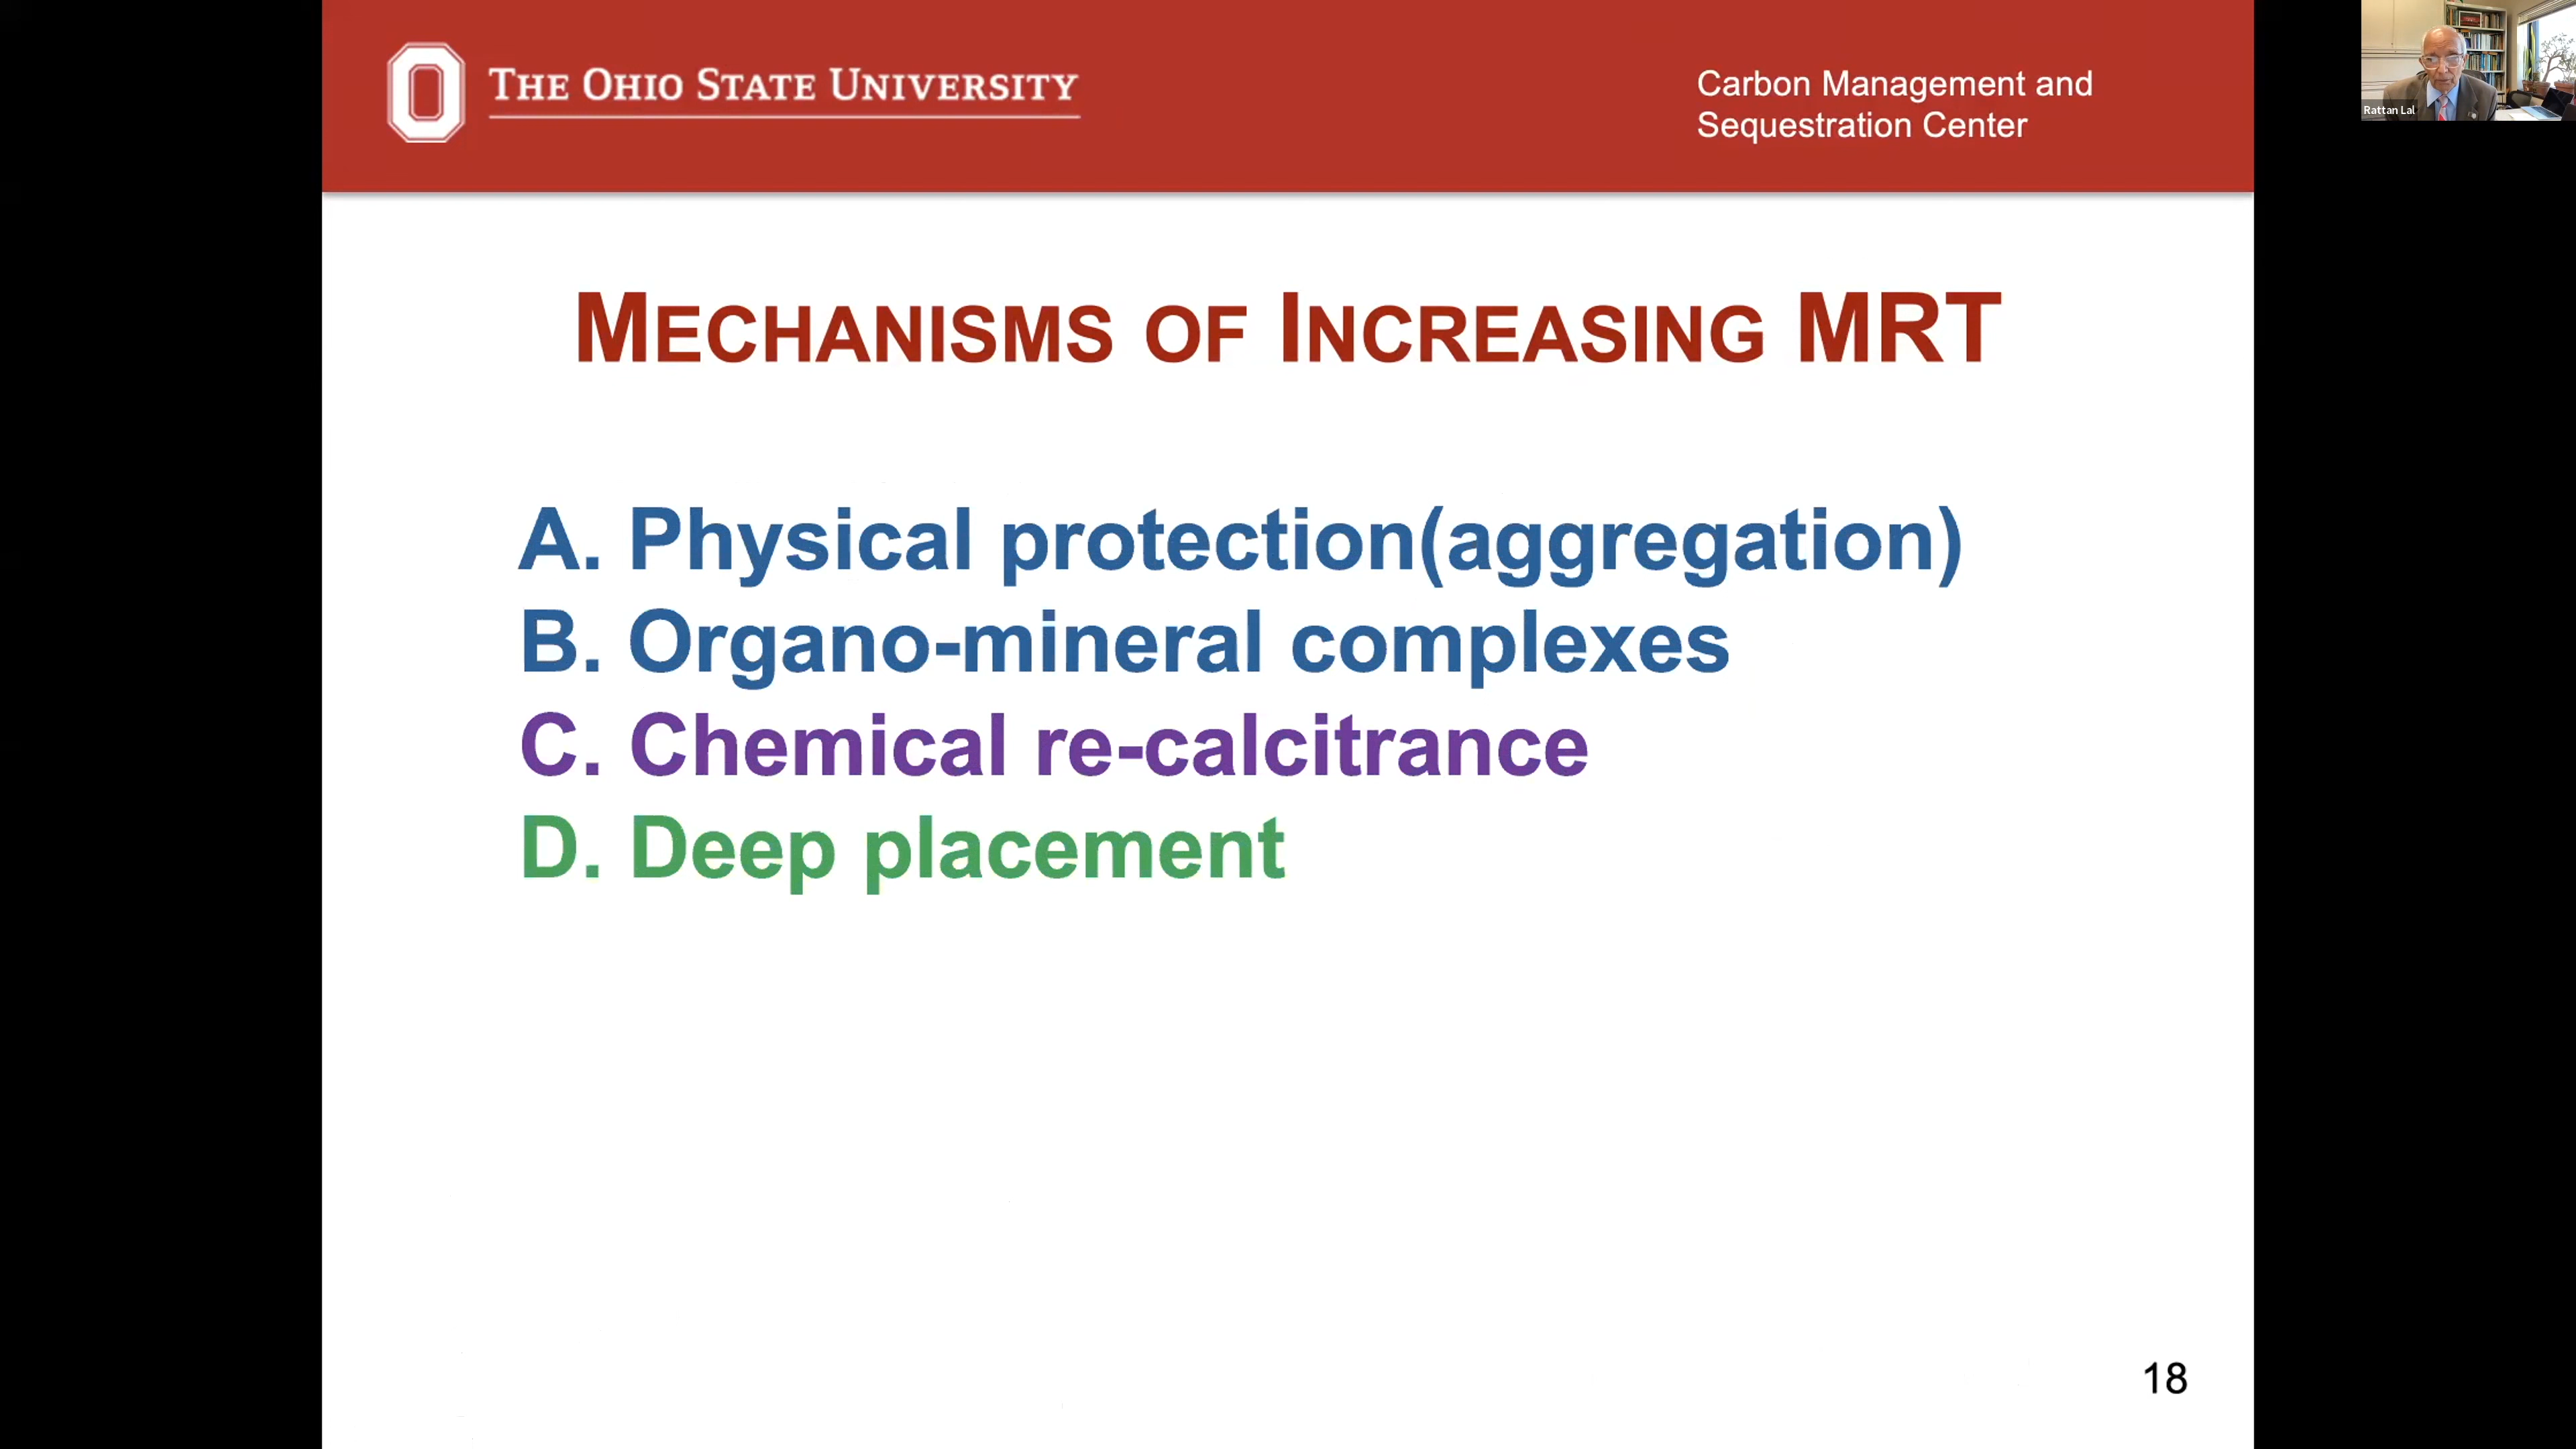 THE OHIO STATE UNIVERSITY
Carbon Management and
Sequestration Center
Rattan Lal
MECHANISMS OF INCREASING MRT
A. Physical protection(aggregation)
B. Organo-mineral complexes
C. Chemical re-calcitrance
D. Deep placement
18